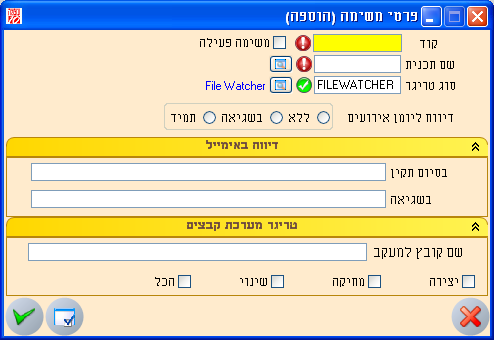 פרטי משימה (הוספה)
קוד משימה פעילה
שם תכנית
סוג טריגר FILEWATCHER File Watcher
דיווח ליומן אירועים ללא בשגיאה תמיד
דיווח באימייל
בסיום תקין
בשגיאה
טריגר מערכת קבצים
שם קובץ למעקב
יצירה מחיקה שינוי הכל